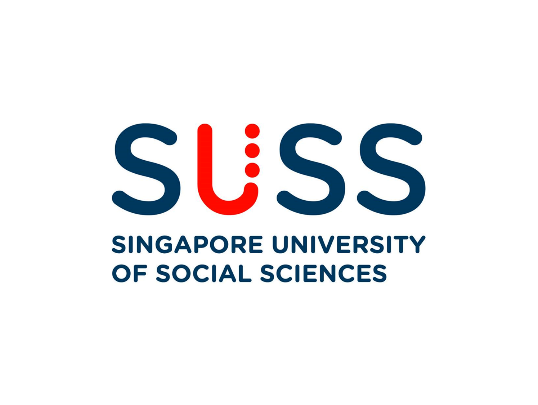 SUSS
SINGAPORE UNIVERSITY
OF SOCIAL SCIENCES